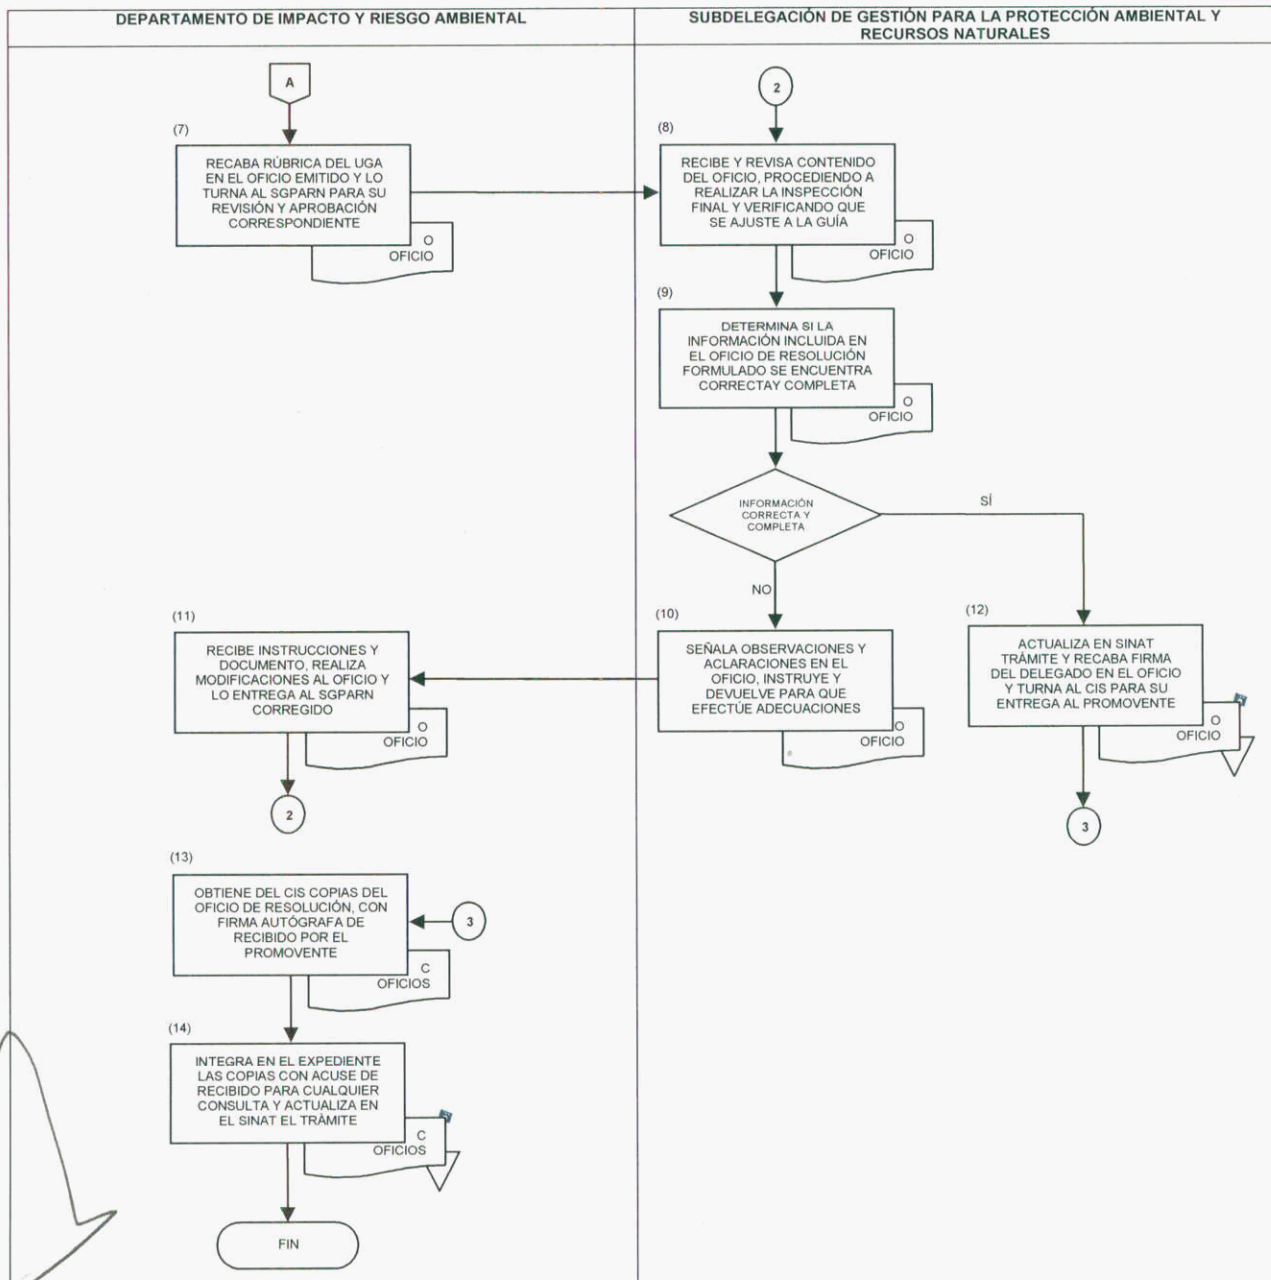 DEPARTAMENTO DE IMPACTO Y RIESGO AMBIENTAL
SUBDELEGACIÓN DE GESTIÓN PARA LA PROTECCIÓN AMBIENTAL Y
RECURSOS NATURALES
A
2
(7)
RECABA RÚBRICA DEL UGA
EN EL OFICIO EMITIDO Y LO
TURNA AL SGPARN PARA SU
REVISIÓN Y APROBACIÓN
CORRESPONDIENTE
O
OFICIO
(8)
RECIBE Y REVISA CONTENIDO
DEL OFICIO, PROCEDIENDO A
REALIZAR LA INSPECCIÓN
FINAL Y VERIFICANDO QUE
SE AJUSTE A LA GUÍA
O
OFICIO
(9)
DETERMINA SI LA
INFORMACIÓN INCLUIDA EN
EL OFICIO DE RESOLUCIÓN
FORMULADO SE ENCUENTRA
CORRECTAY COMPLETA
O
OFICIO
INFORMACIÓN
CORRECTA Y
COMPLETA
SÍ
NO
(11)
RECIBE INSTRUCCIONES Y
DOCUMENTO, REALIZA
MODIFICACIONES AL OFICIO Y
LO ENTREGA AL SGPARN
CORREGIDO
O
OFICIO
2
(10)
SEÑALA OBSERVACIONES Y
ACLARACIONES EN EL
OFICIO, INSTRUYE Y
DEVUELVE PARA QUE
EFECTÚE ADECUACIONES
O
OFICIO
(12)
ACTUALIZA EN SINAT
TRÁMITE Y RECABA FIRMA
DEL DELEGADO EN EL OFICIO
Y TURNA AL CIS PARA SU
ENTREGA AL PROMOVENTE
O
OFICIO
3
(13)
OBTIENE DEL CIS COPIAS DEL
OFICIO DE RESOLUCIÓN, CON
FIRMA AUTÓGRAFA DE
RECIBIDO POR EL
PROMOVENTE
3
C
OFICIOS
(14)
INTEGRA EN EL EXPEDIENTE
LAS COPIAS CON ACUSE DE
RECIBIDO PARA CUALQUIER
CONSULTA Y ACTUALIZA EN
EL SINAT EL TRÀMITE
C
OFICIOS
FIN